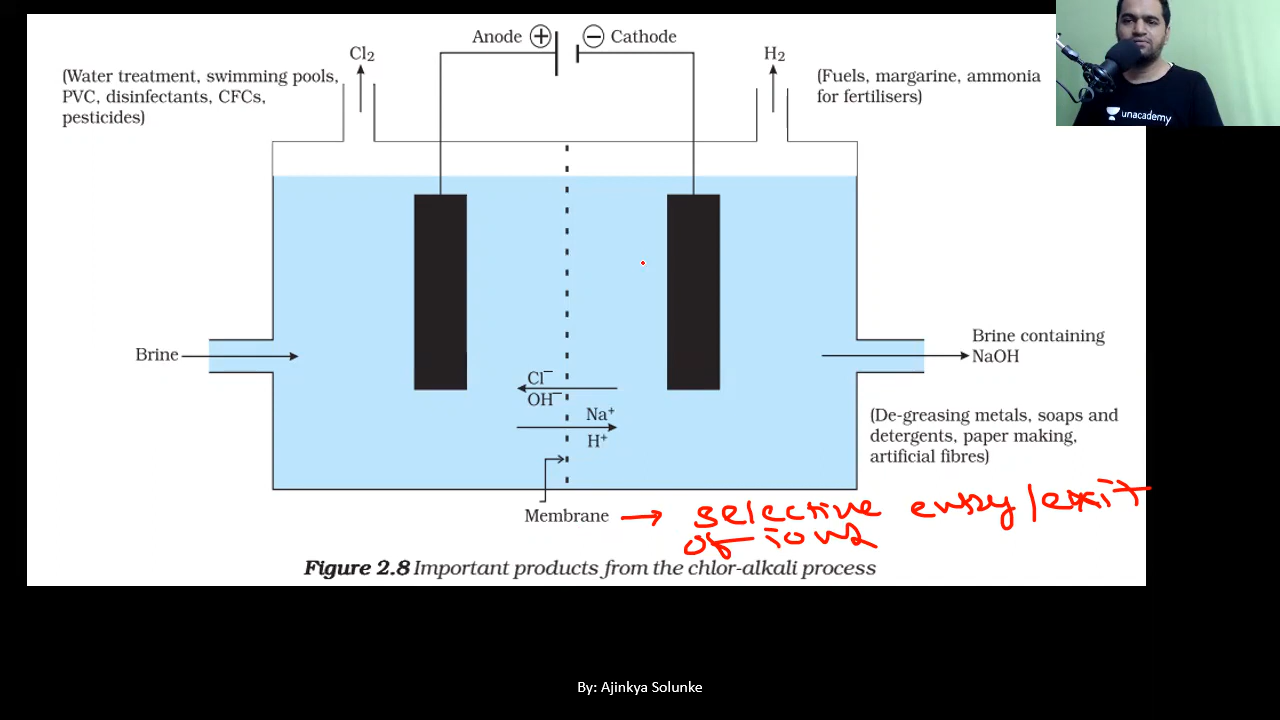 Anode + − Cathode
Cl2
H2
(Water treatment, swimming pools,
PVC, disinfectants, CFCs,
pesticides)
(Fuels, margarine, ammonia
for fertilisers)
unacademy
Brine
Brine containing
NaOH
Cl−
OH−
Na+
H+
(De-greasing metals, soaps and
detergents, paper making,
artificial fibres)
Membrane → selective entry/exit
of ions
Figure 2.8 Important products from the chlor-alkali process
By: Ajinkya Solunke